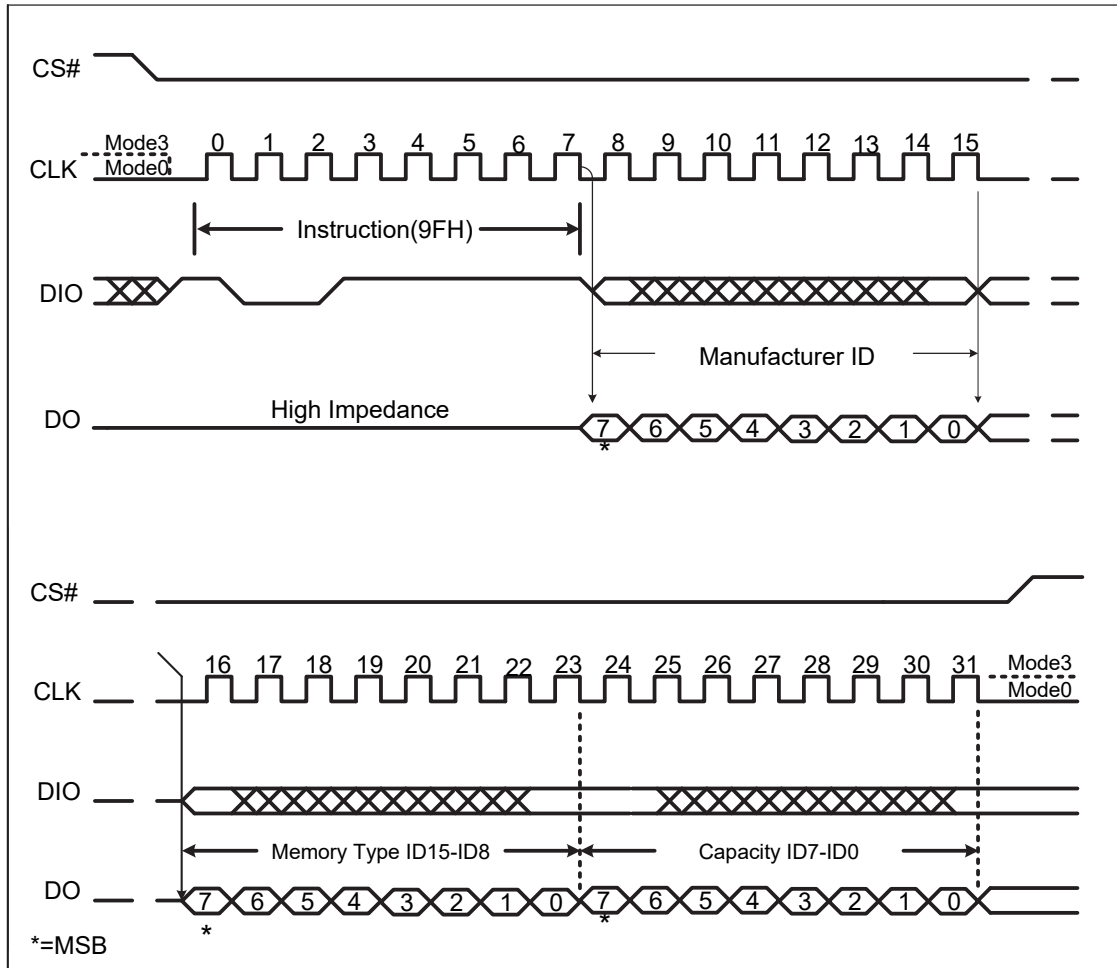 CS#
Mode3 0 1 2 3 4 5 6 7 8 9 10 11 12 13 14 15
CLK Mode0
Instruction(9FH)
DIO
Manufacturer ID
High Impedance
DO 7 6 5 4 3 2 1 0
*
CS#
16 17 18 19 20 21 22 23 24 25 26 27 28 29 30 31 Mode3
CLK Mode0
DIO
Memory Type ID15-ID8 Capacity ID7-ID0
DO 7 6 5 4 3 2 1 0 7 6 5 4 3 2 1 0
* *
*=MSB